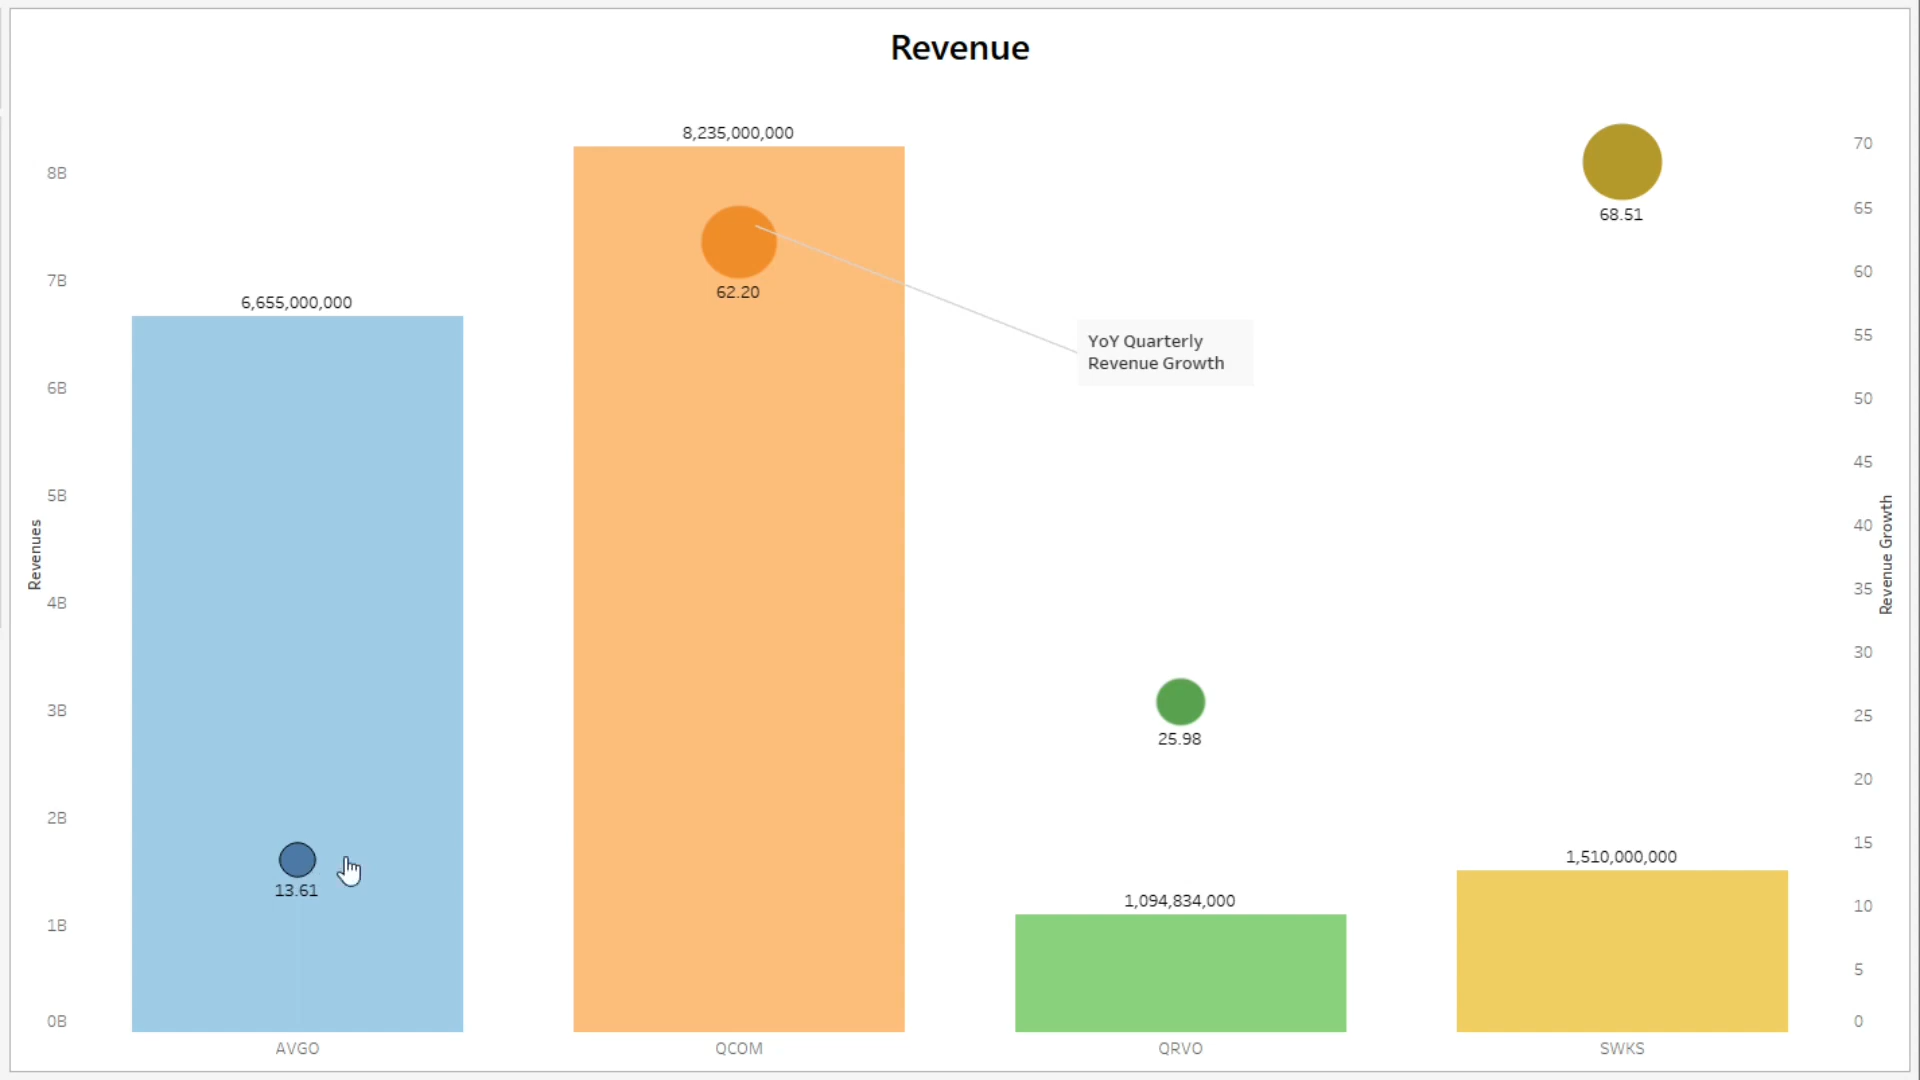 Revenue
8,235,000,000
6,655,000,000
62.20
68.51
YoY Quarterly
Revenue Growth
13.61
25.98
1,094,834,000
1,510,000,000
Revenues
8B
7B
6B
5B
4B
3B
2B
1B
0B
70
65
60
55
50
45
40
35
30
25
20
15
10
5
0
Revenue Growth
AVGO
QCOM
QRVO
SWKS